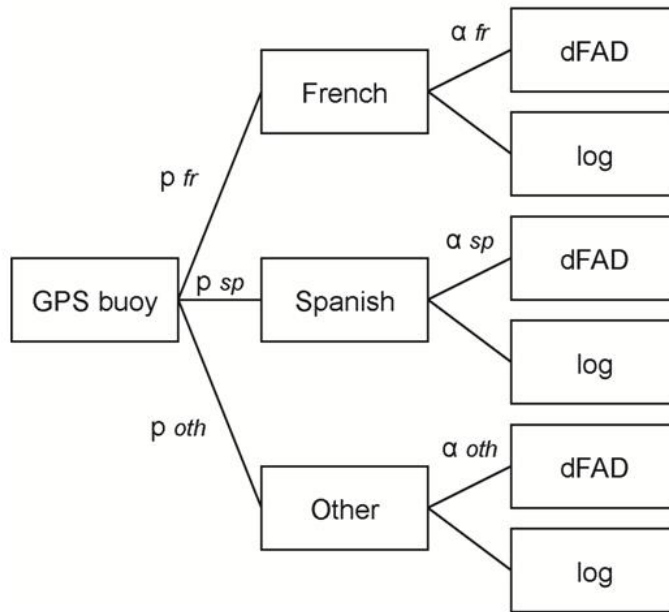 α fr
dFAD
French
log
p fr
α sp
dFAD
p sp
GPS buoy
Spanish
log
p oth
α oth
dFAD
Other
log